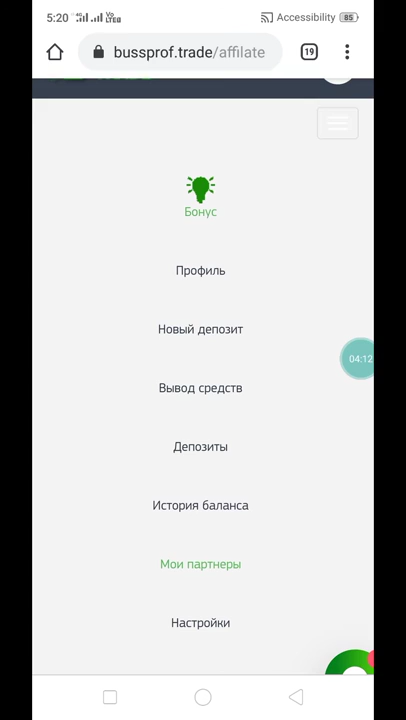 5:20
Accessibility 85
bussprof.trade/affilate
19
Бонус
Профиль
Новый депозит
04:12
Вывод средств
Депозиты
История баланса
Мои партнеры
Настройки